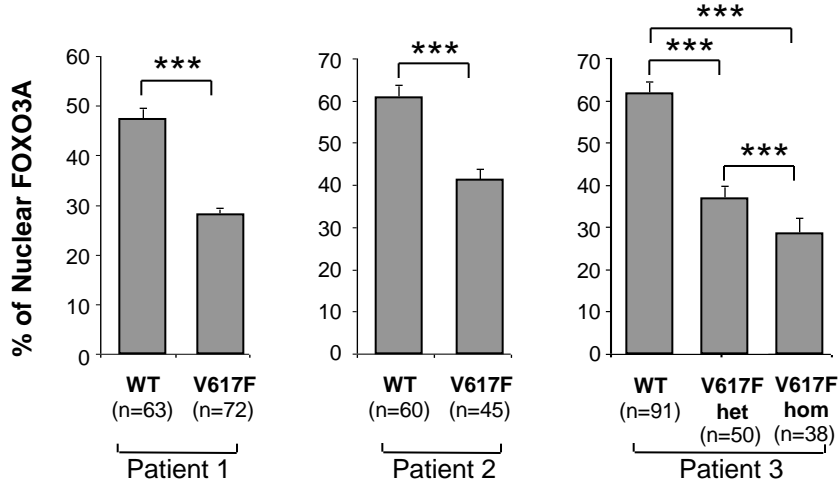 % of Nuclear FOXO3A
60
50
40
30
20
10
0
***
WT
(n=63)
V617F
(n=72)
Patient 1
70
60
50
40
30
20
10
0
***
WT
(n=60)
V617F
(n=45)
Patient 2
70
60
50
40
30
20
10
0
***
***
***
WT
(n=91)
V617F
het
(n=50)
V617F
hom
(n=38)
Patient 3